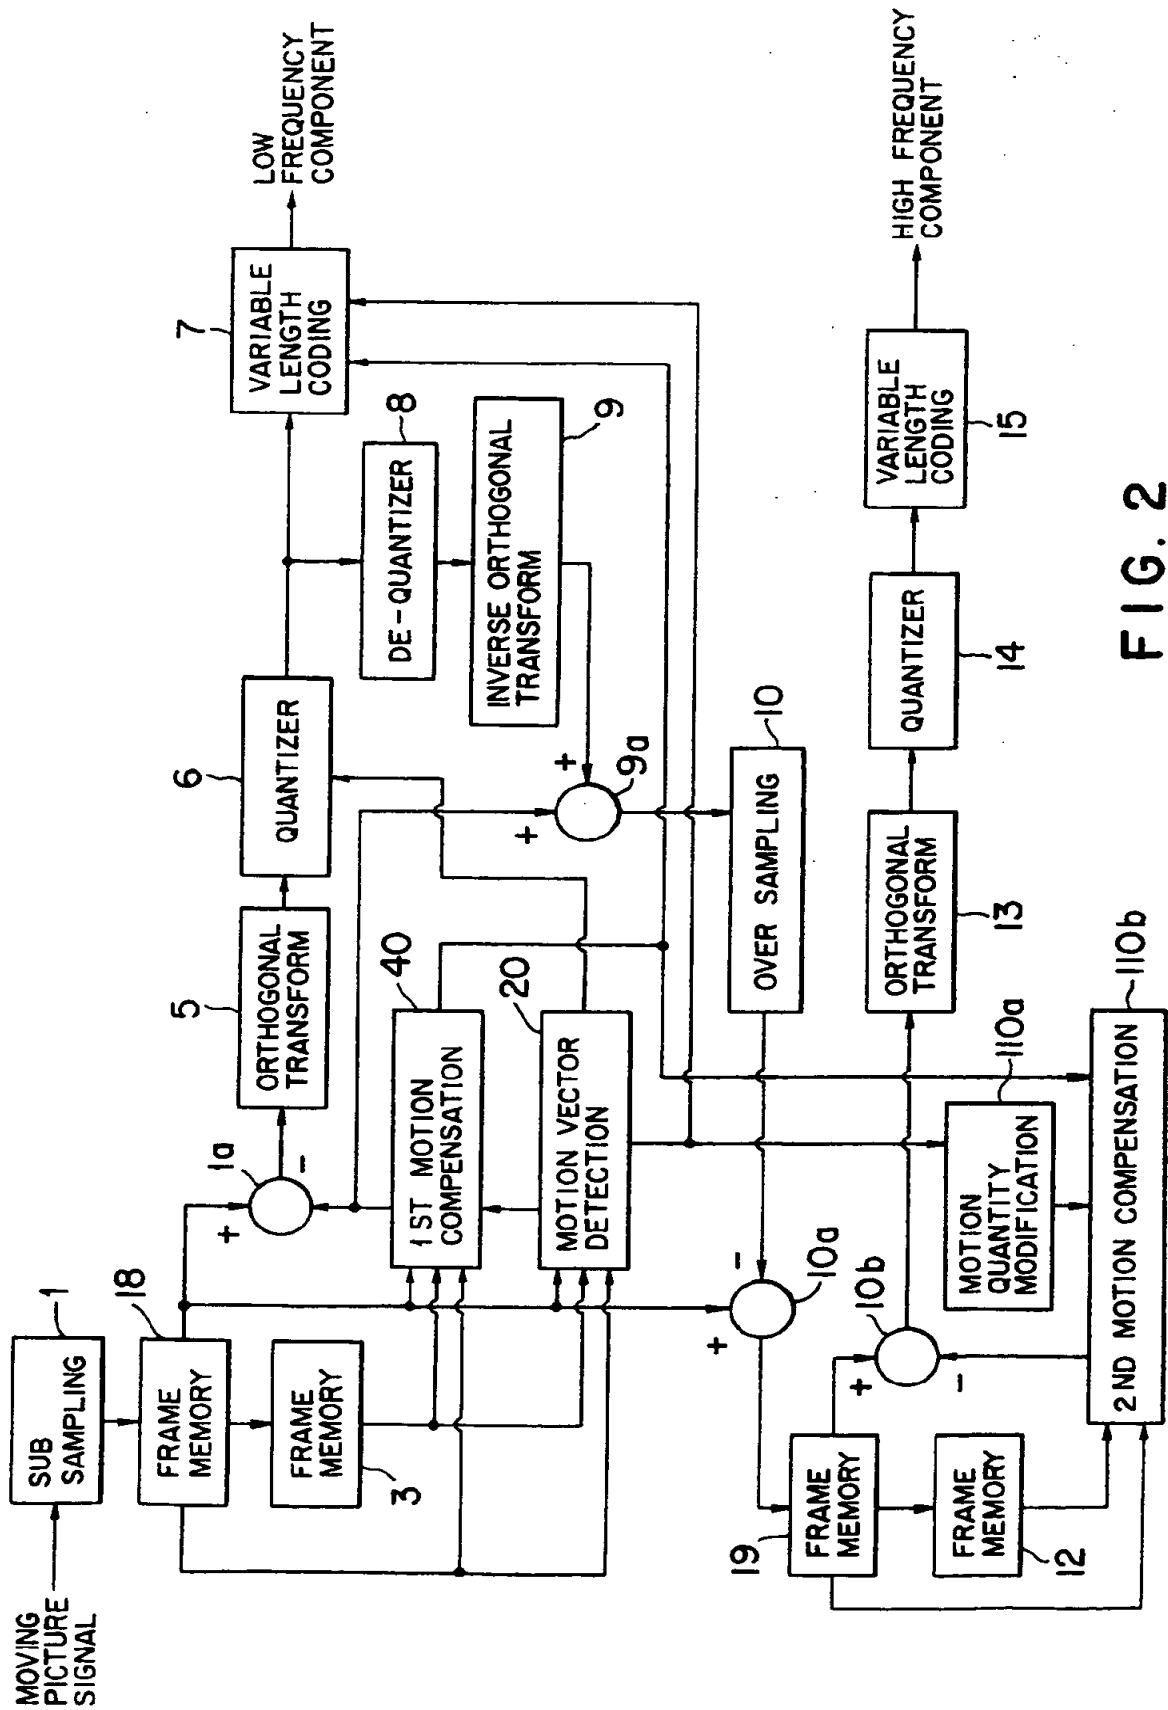 MOVING
PICTURE
SIGNAL
SUB
SAMPLING
1
FRAME
MEMORY
18
FRAME
MEMORY
3
+
1a
-
ORTHOGONAL
TRANSFORM
5
QUANTIZER
6
VARIABLE
LENGTH
CODING
7
LOW
FREQUENCY
COMPONENT
DE-QUANTIZER
8
INVERSE ORTHOGONAL
TRANSFORM
9
+
+
9a
1ST MOTION
COMPENSATION
40
MOTION VECTOR
DETECTION
20
OVER SAMPLING
10
+
-
10a
FRAME
MEMORY
19
FRAME
MEMORY
12
+
-
10b
ORTHOGONAL
TRANSFORM
13
QUANTIZER
14
VARIABLE
LENGTH
CODING
15
HIGH FREQUENCY
COMPONENT
MOTION
QUANTITY
MODIFICATION
110a
2ND MOTION COMPENSATION
110b
FIG. 2